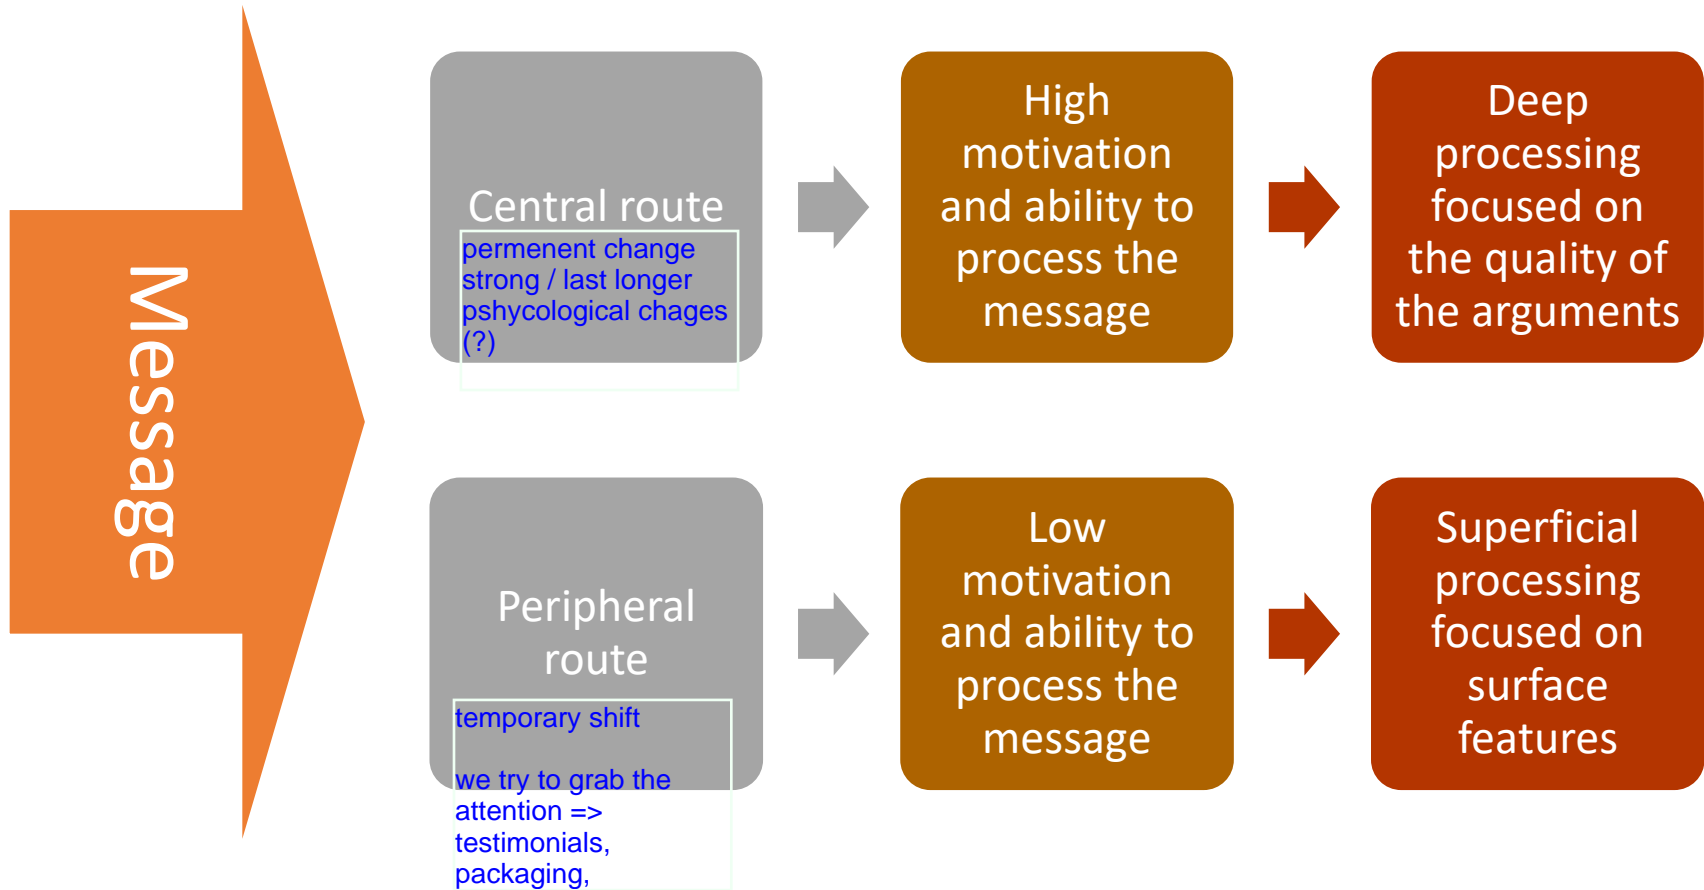 Message
Central route
permenent change
strong / last longer
pshycological chages
(?)
High
motivation
and ability to
process the
message
Deep
processing
focused on
the quality of
the arguments
Peripheral
route
temporary shift
we try to grab the
attention =>
testimonials,
packaging,
Low
motivation
and ability to
process the
message
Superficial
processing
focused on
surface
features